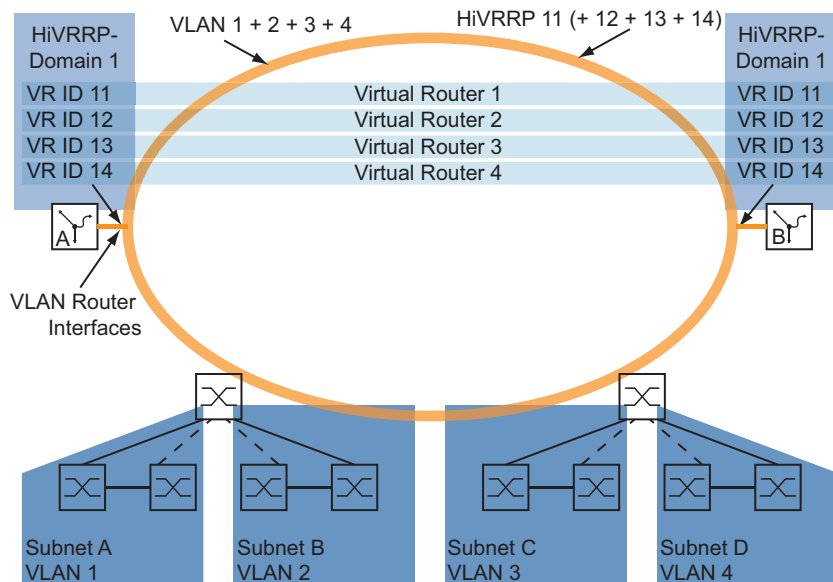 VLAN 1 + 2 + 3 + 4
HiVRRP 11 (+ 12 + 13 + 14)
HiVRRP-
Domain 1
HiVRRP-
Domain 1
VR ID 11
Virtual Router 1
VR ID 11
VR ID 12
Virtual Router 2
VR ID 12
VR ID 13
Virtual Router 3
VR ID 13
VR ID 14
Virtual Router 4
VR ID 14
A
B
VLAN Router
Interfaces
Subnet A
VLAN 1
Subnet B
VLAN 2
Subnet C
VLAN 3
Subnet D
VLAN 4